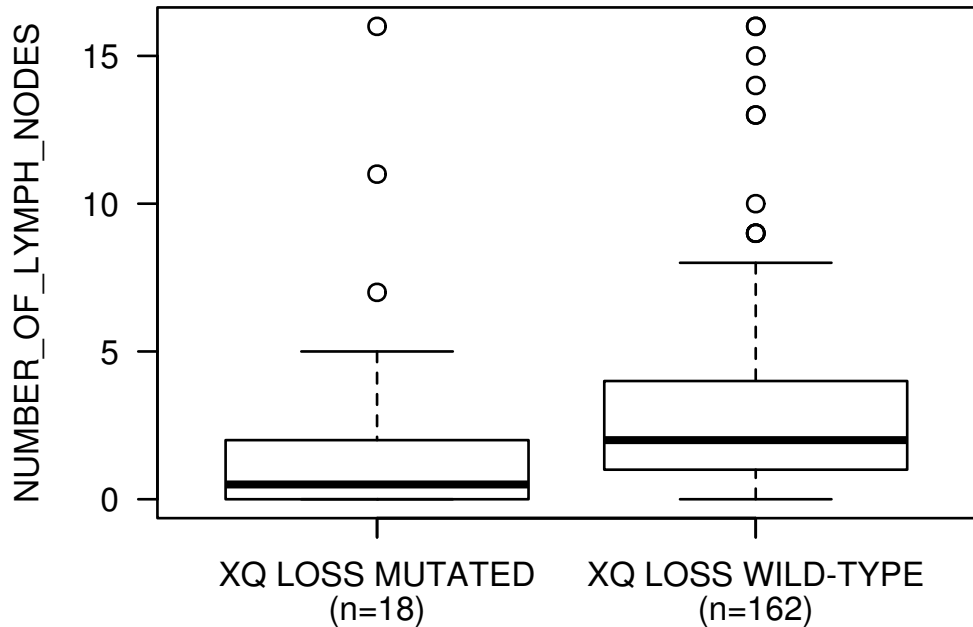 NUMBER_OF_LYMPH_NODES
15
10
5
0
XQ LOSS MUTATED
(n=18)
XQ LOSS WILD-TYPE
(n=162)